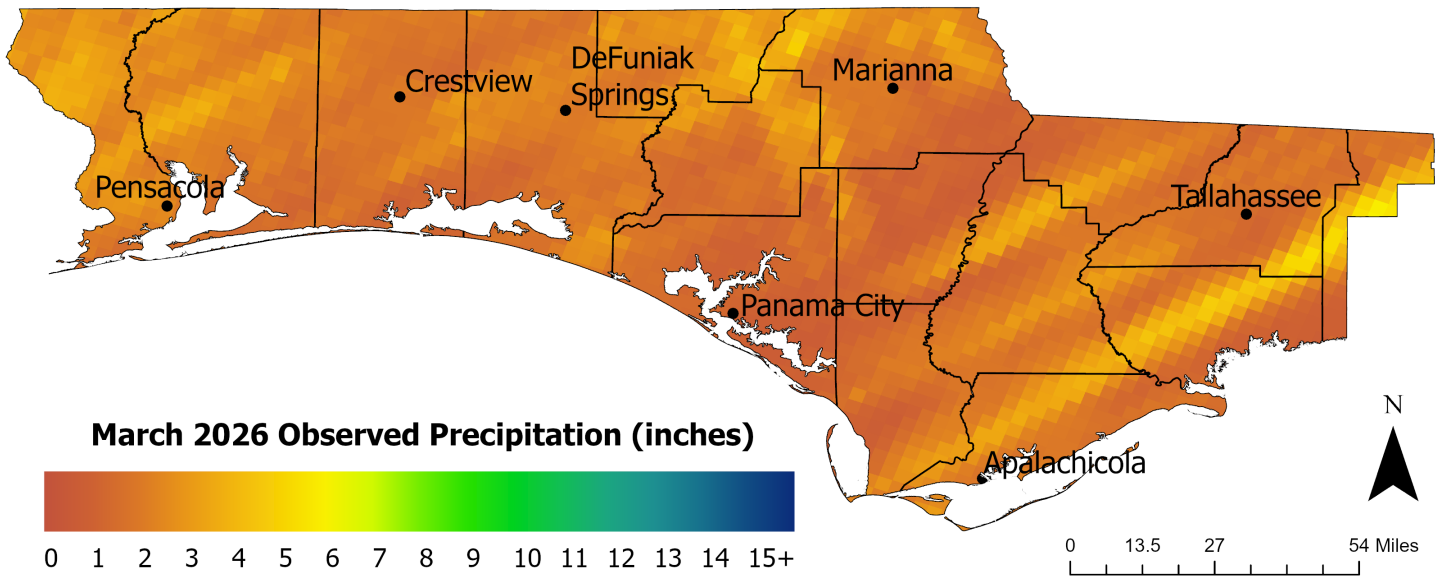 DeFuniak
Springs
Crestview
Marianna
Pensacola
Tallahassee
Panama City
Apalachicola
March 2026 Observed Precipitation (inches)
0 1 2 3 4 5 6 7 8 9 10 11 12 13 14 15+
N
0 13.5 27 54 Miles